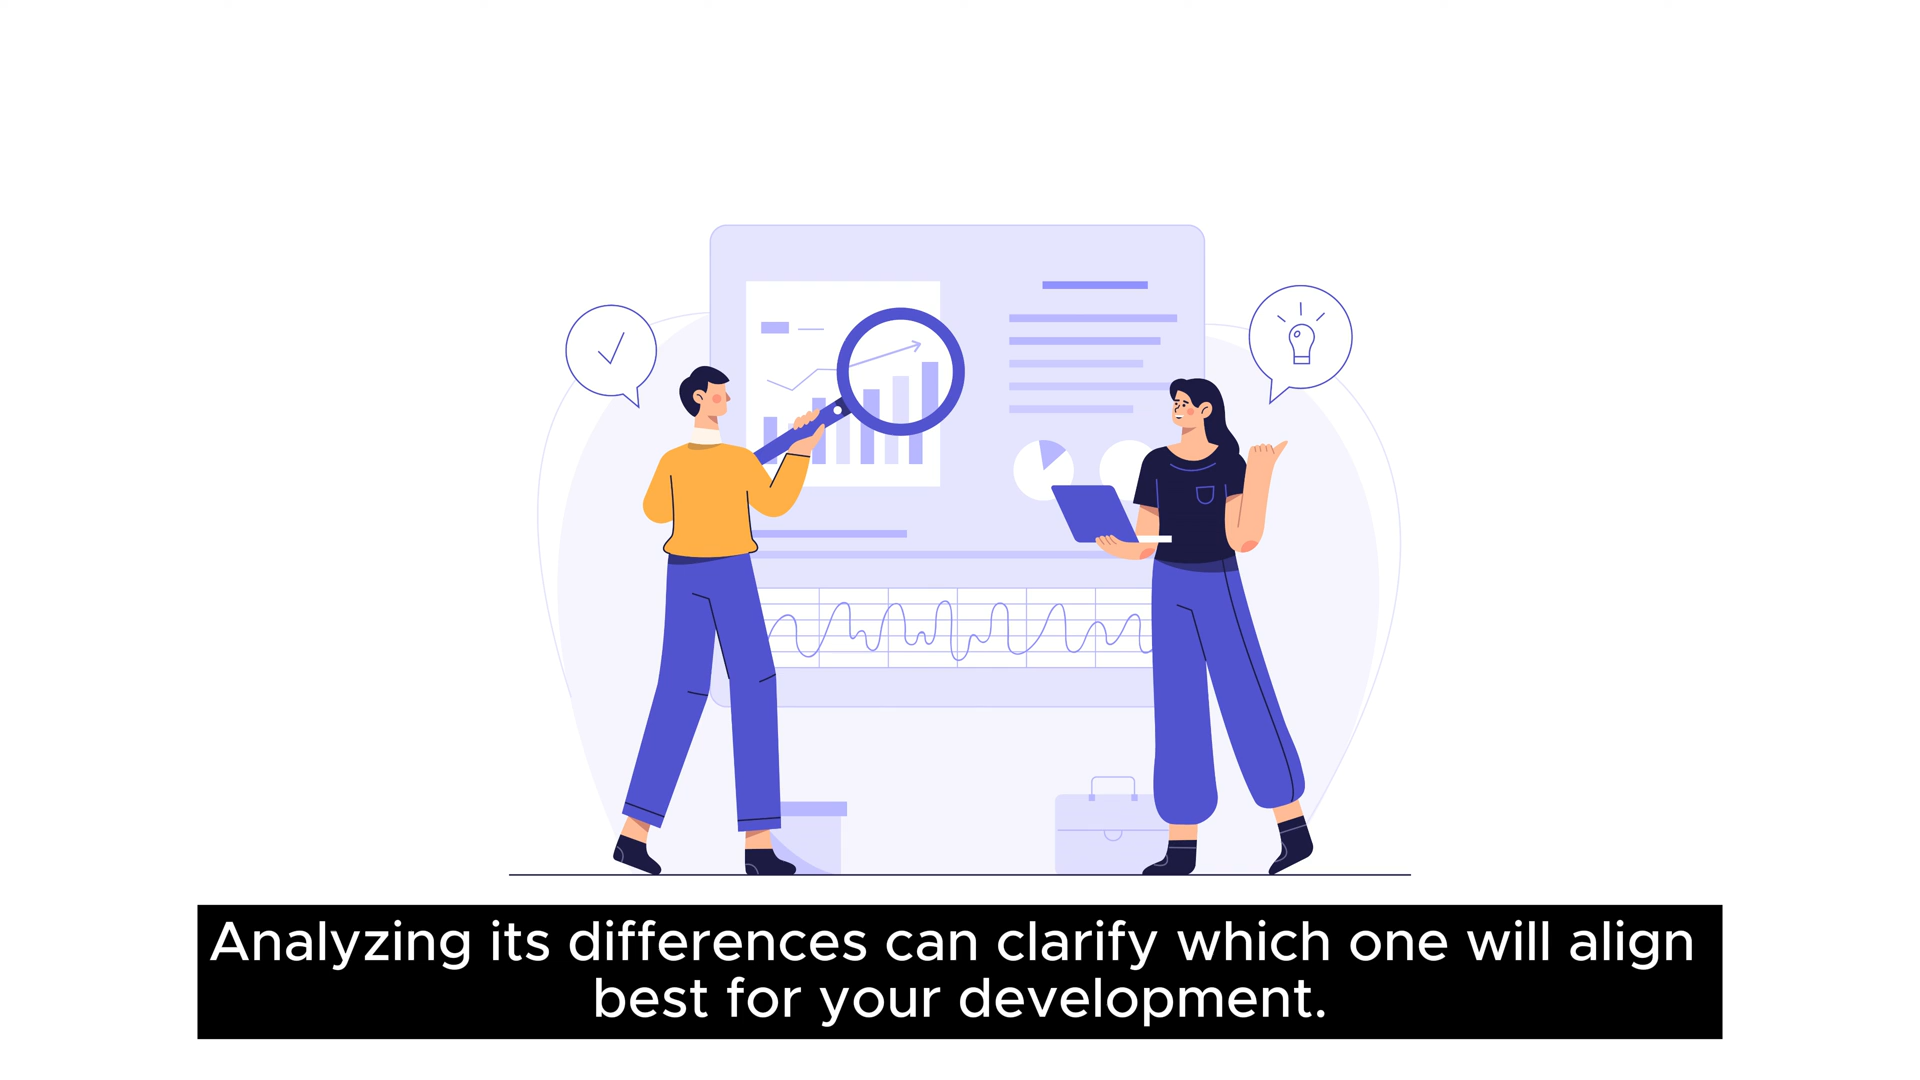 Analyzing its differences can clarify which one will align
best for your development.